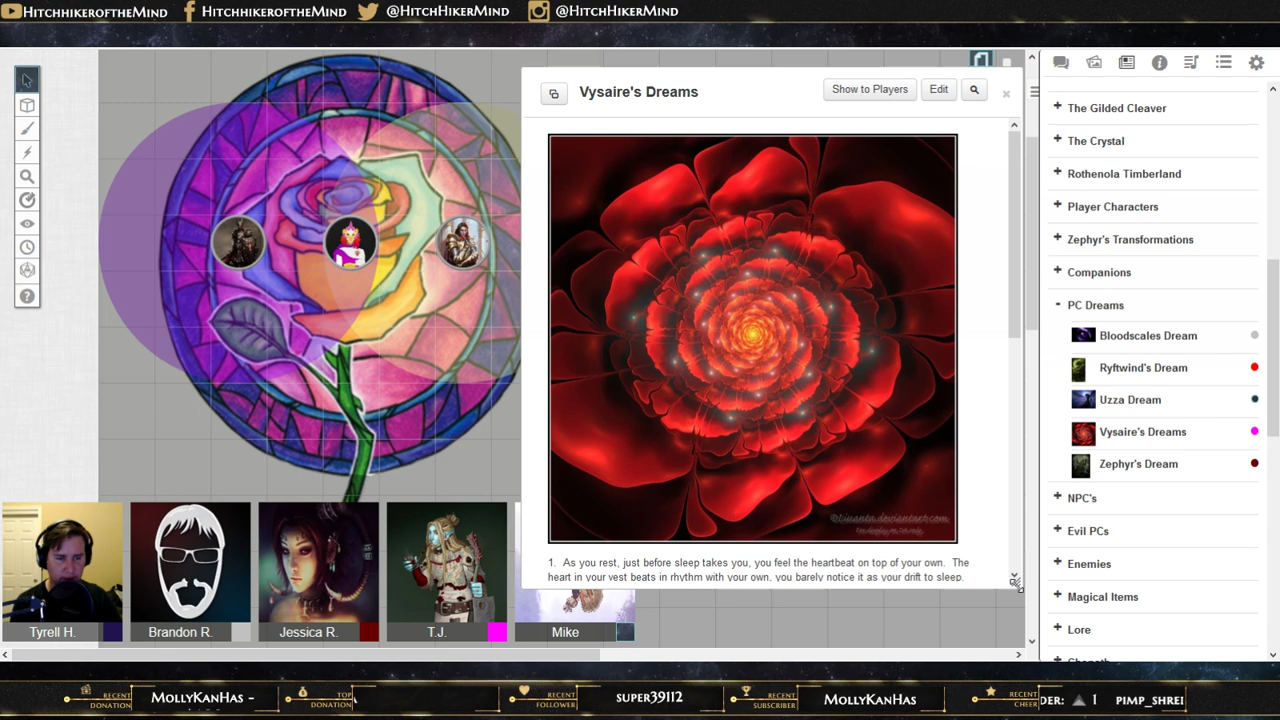 HitchhikeroftheMind
HitchhikeroftheMind
@HitchHikerMind
@HitchHikerMind
Vysaire's Dreams
Show to Players
Edit
©Liuanta.deviantart.com
1. As you rest, just before sleep takes you, you feel the heartbeat on top of your own. The
heart in your vest beats in rhythm with your own, you barely notice it as your drift to sleep.
The Gilded Cleaver
The Crystal
Rothenola Timberland
Player Characters
Zephyr's Transformations
Companions
PC Dreams
Bloodscales Dream
Ryftwind's Dream
Uzza Dream
Vysaire's Dreams
Zephyr's Dream
NPC's
Evil PCs
Enemies
Magical Items
Lore
Tyrell H.
Brandon R.
Jessica R.
T.J.
Mike
Recent Donation
MollyKanHas -
Top Donation
Recent Follower
super39112
Recent Subscriber
MollyKanHas
Recent Cheer
der:
1
pimp_shrei